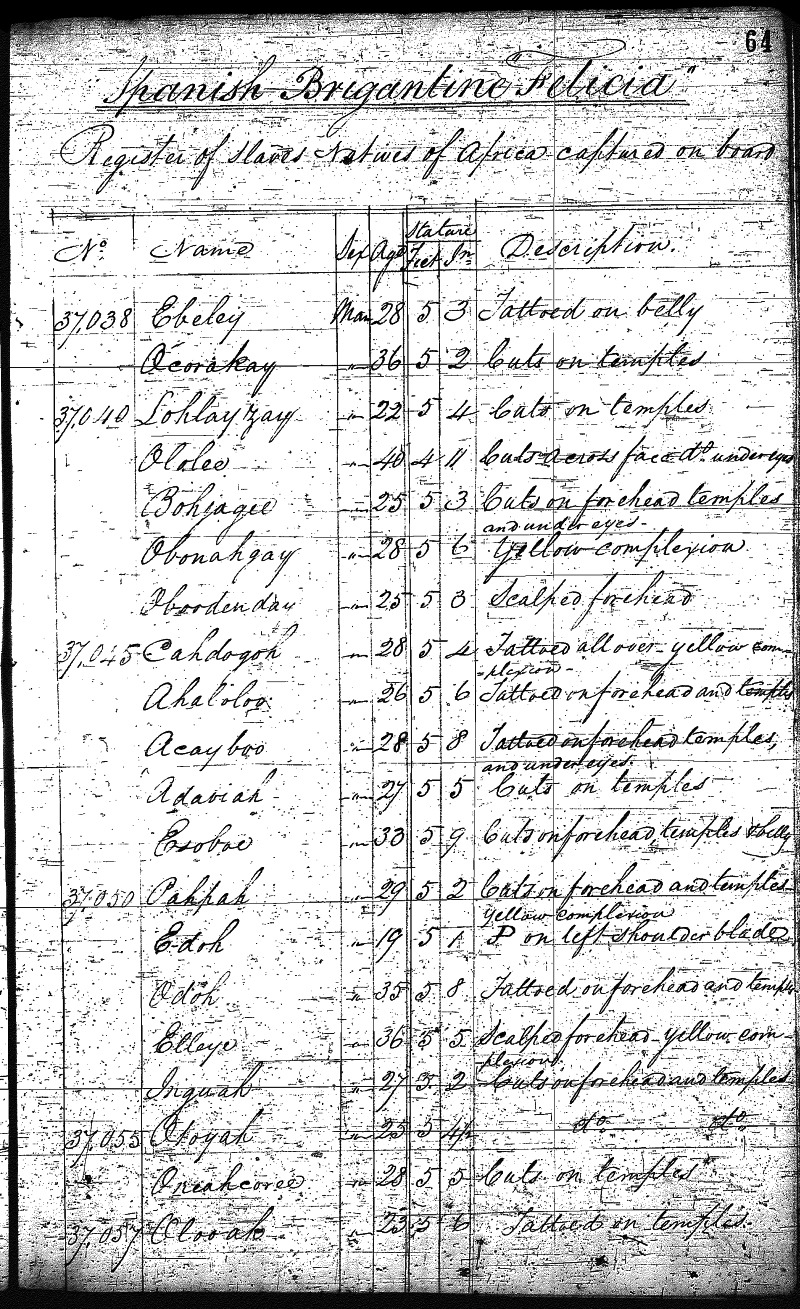 64
Spanish Brigantine "Felicia"
Register of Slaves Natives of Africa captured on board
No. Name Sex Age Stature Feet In. Description.
37,038 Ebeley Man 28 5 3 Tattoed on belly
Ocorakay " 36 5 2 Cuts on temples
37,040 Lohlayzay " 22 5 4 Cuts on temples
Ololee " 40 4 11 Cuts across face do. under eyes
Bohjagee " 25 5 3 Cuts on forehead temples
and under eyes -
Obonahgay " 28 5 6 Yellow complexion
Oboodenday " 25 5 3 Scalped forehead
37,045 Cahdogoh " 28 5 4 Tattoed all over - yellow com-
plexion -
Ahaloloo " 26 5 6 Tattoed on forehead and temples
Acayboo " 28 5 8 Tattoed on forehead temples,
and under eyes.
Adaviah " 27 5 5 Cuts on temples
Esoboe " 33 5 9 Cuts on forehead, temples & belly
37,050 Pahpah " 29 5 2 Cuts on forehead and temples -
Yellow complexion
Edoh " 19 5 1 P on left shoulder blade
Odoh " 35 5 8 Tattoed on forehead and temples
Elleye " 36 5 5 Scalped forehead - yellow com-
plexion
Inguah " 27 5 2 Cuts on forehead and temples
37,055 Otoyah " 25 5 4½ do do
Oneahcoree " 28 5 5 Cuts on temples
37,057 Olooah " 23 5 6 Tattoed on temples.